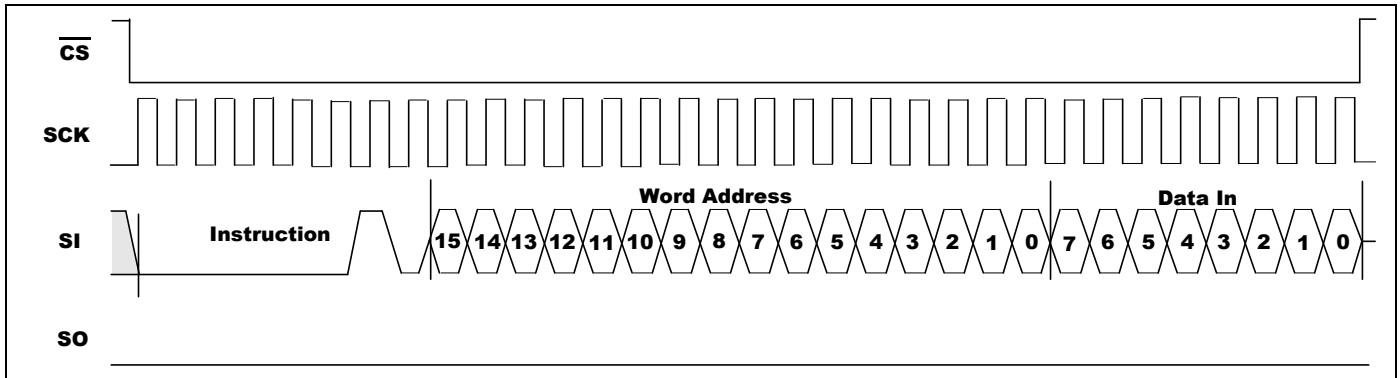 CS
SCK
Word Address Data In
SI Instruction 15 14 13 12 11 10 9 8 7 6 5 4 3 2 1 0 7 6 5 4 3 2 1 0
SO